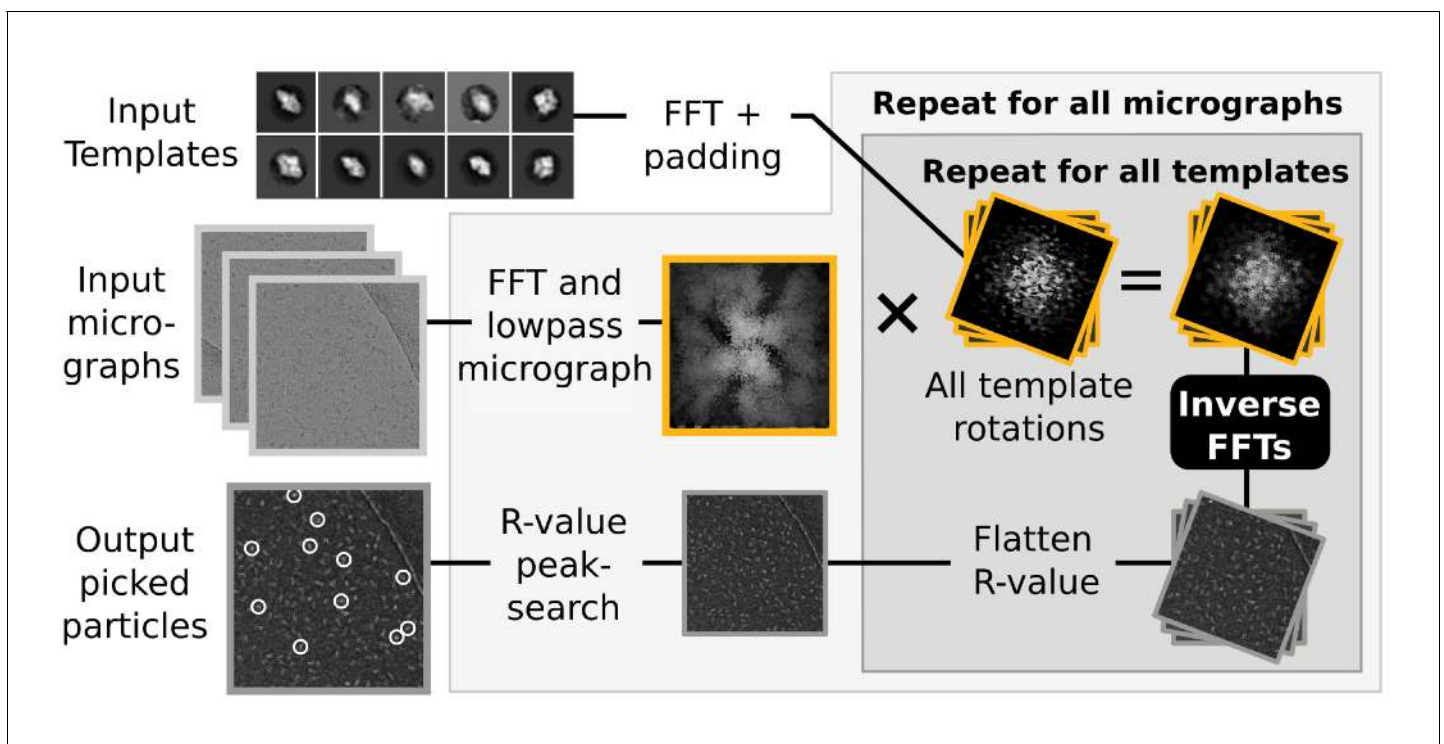 Input
Templates
FFT +
padding
Repeat for all micrographs
Repeat for all templates
Input
micro-
graphs
FFT and
lowpass
micrograph
×
=
All template
rotations
Inverse
FFTs
Output
picked
particles
R-value
peak-
search
Flatten
R-value